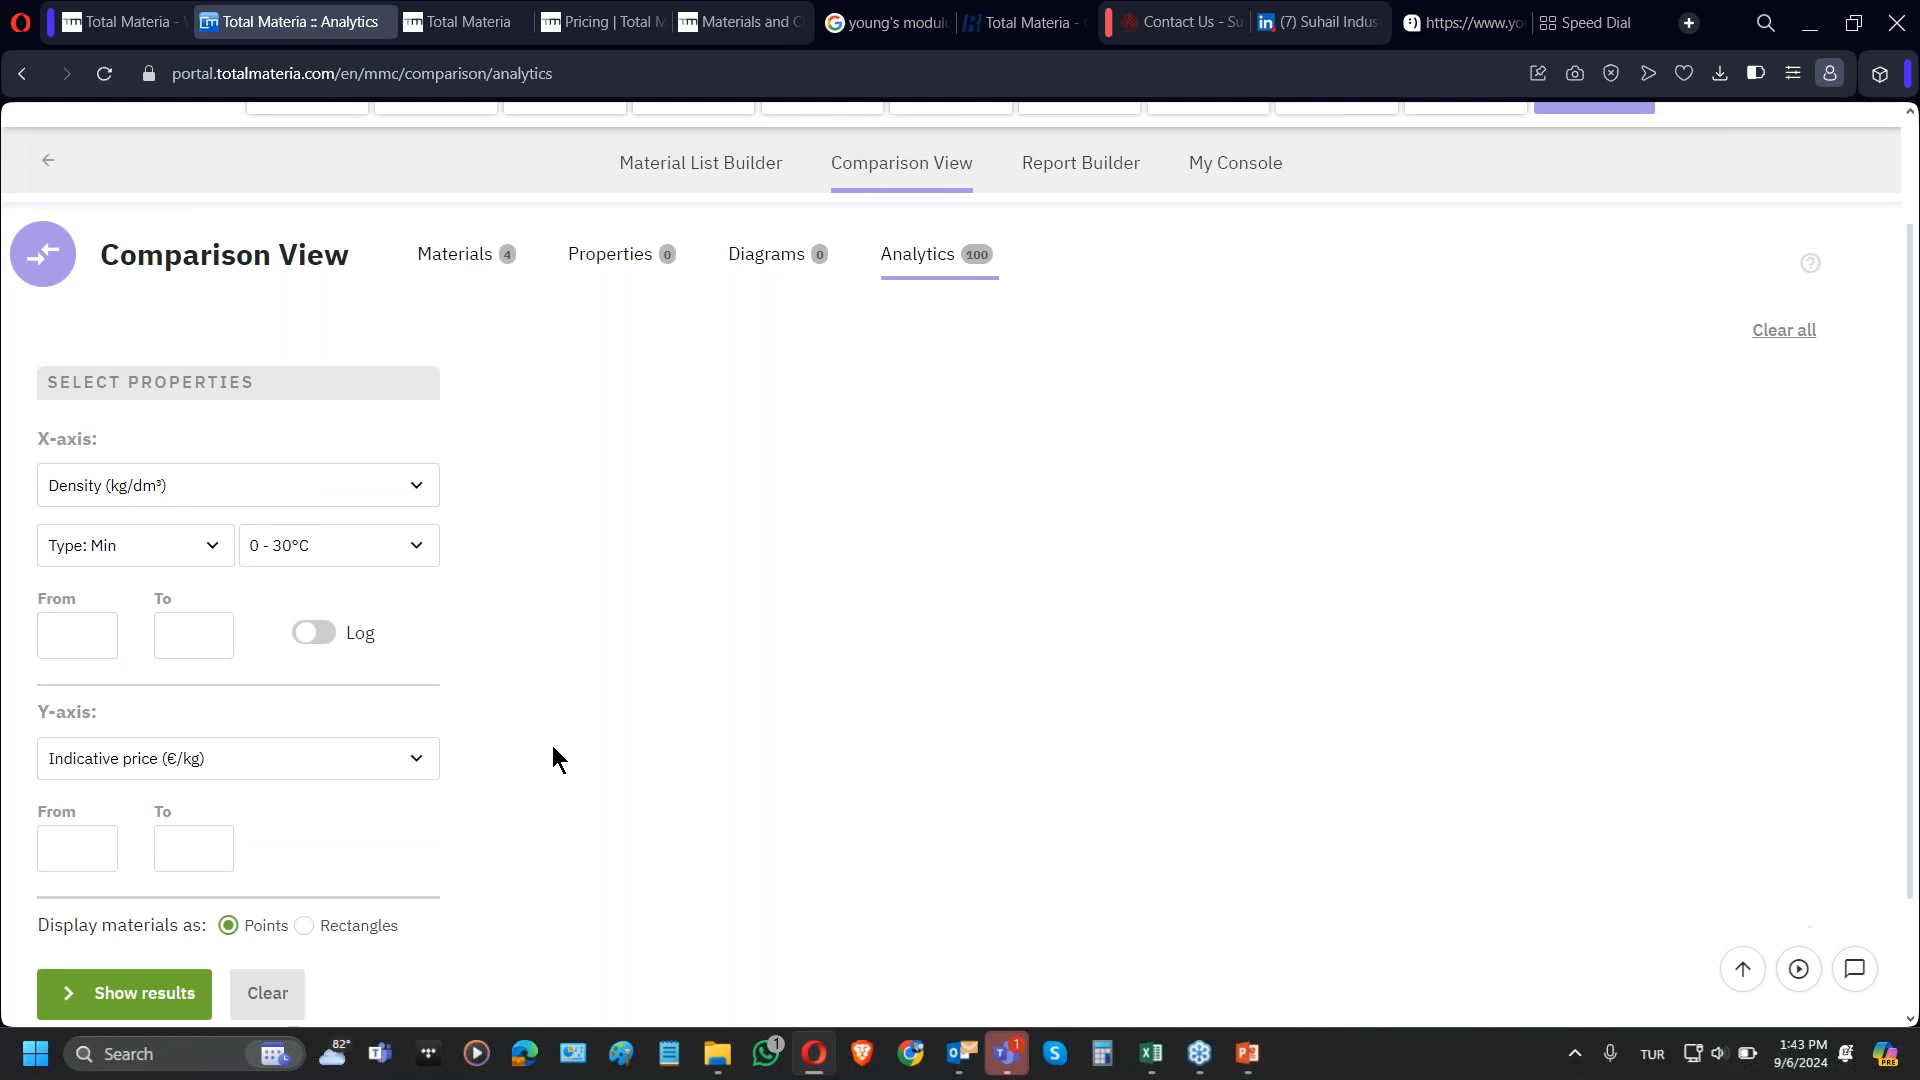 Total Materia - V
Total Materia :: Analytics
Total Materia
Pricing | Total M
Materials and C
young's modul
Total Materia -
Contact Us - Su
(7) Suhail Indus
https://www.yo
Speed Dial
portal.totalmateria.com/en/mmc/comparison/analytics
Material List Builder
Comparison View
Report Builder
My Console
Comparison View
Materials 4
Properties 0
Diagrams 0
Analytics 100
Clear all
SELECT PROPERTIES
X-axis:
Density (kg/dm³)
Type: Min
0 - 30°C
From
To
Log
Y-axis:
Indicative price (€/kg)
From
To
Display materials as:
Points
Rectangles
Show results
Clear
Search
82°
1
1
TUR
1:43 PM
9/6/2024
PRE